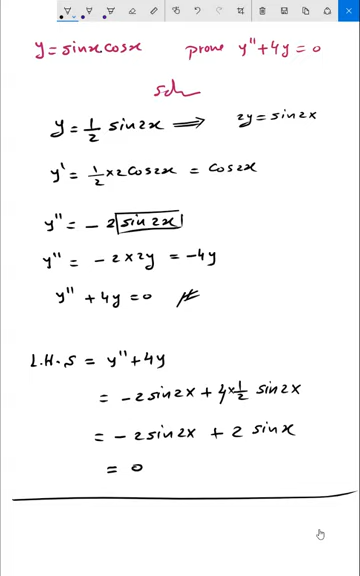 y = sinx cosx prove y" + 4y = 0
Soln
y = 1/2 sin2x ⟹ 2y = sin2x
y' = 1/2 × 2 cos2x = cos2x
y" = - 2 sin2x
y" = - 2 × 2y = -4y
y" + 4y = 0
L.H.S = y" + 4y
= - 2 sin2x + 4 × 1/2 sin2x
= - 2 sin2x + 2 sinx
= 0